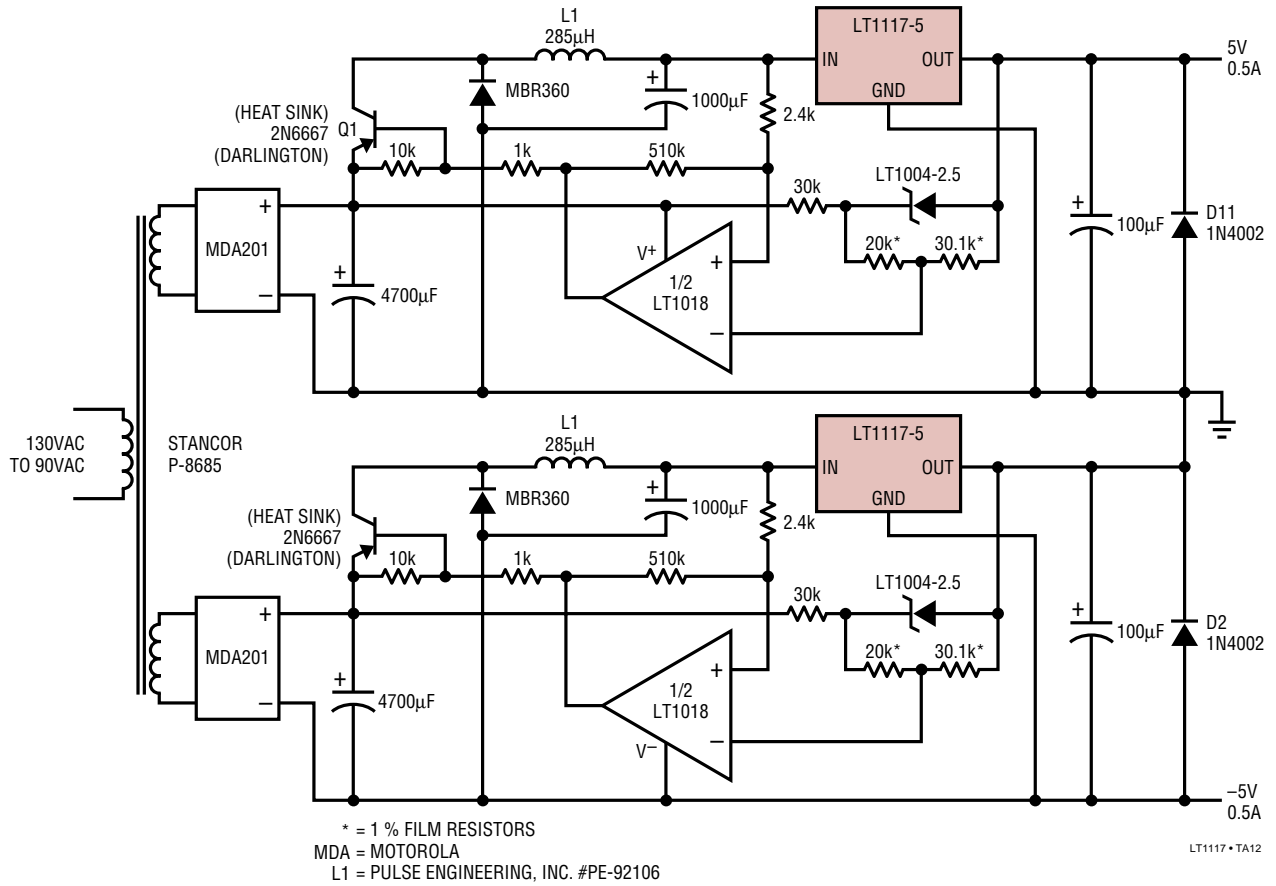 L1
285µH
LT1117-5
IN
OUT
GND
5V
0.5A
MBR360
+
1000µF
2.4k
(HEAT SINK)
2N6667
(DARLINGTON)
Q1
10k
1k
510k
LT1004-2.5
30k
20k*
30.1k*
+
100µF
D11
1N4002
MDA201
+
–
+
4700µF
V+
+
1/2
LT1018
–
130VAC
TO 90VAC
STANCOR
P-8685
L1
285µH
LT1117-5
IN
OUT
GND
MBR360
+
1000µF
2.4k
(HEAT SINK)
2N6667
(DARLINGTON)
10k
1k
510k
LT1004-2.5
30k
20k*
30.1k*
+
100µF
D2
1N4002
MDA201
+
–
+
4700µF
+
1/2
LT1018
–
V–
–5V
0.5A
* = 1 % FILM RESISTORS
MDA = MOTOROLA
L1 = PULSE ENGINEERING, INC. #PE-92106
LT1117 • TA12